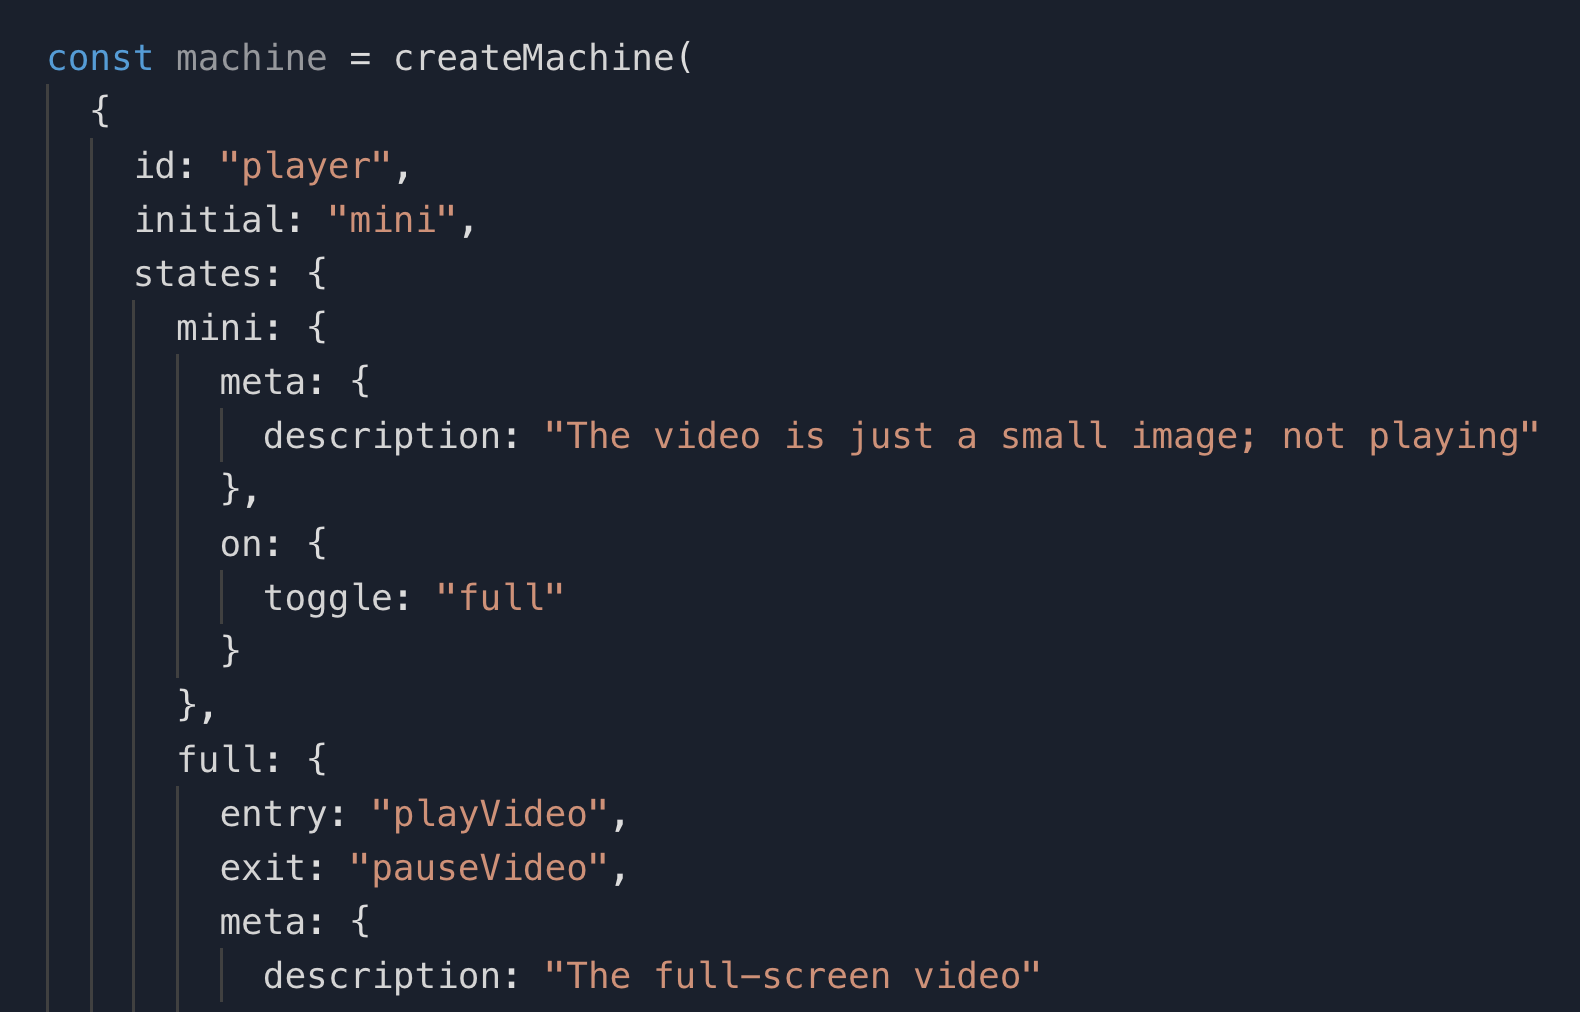 const machine = createMachine(
{
id: "player",
initial: "mini",
states: {
mini: {
meta: {
description: "The video is just a small image; not playing"
},
on: {
toggle: "full"
}
},
full: {
entry: "playVideo",
exit: "pauseVideo",
meta: {
description: "The full-screen video"